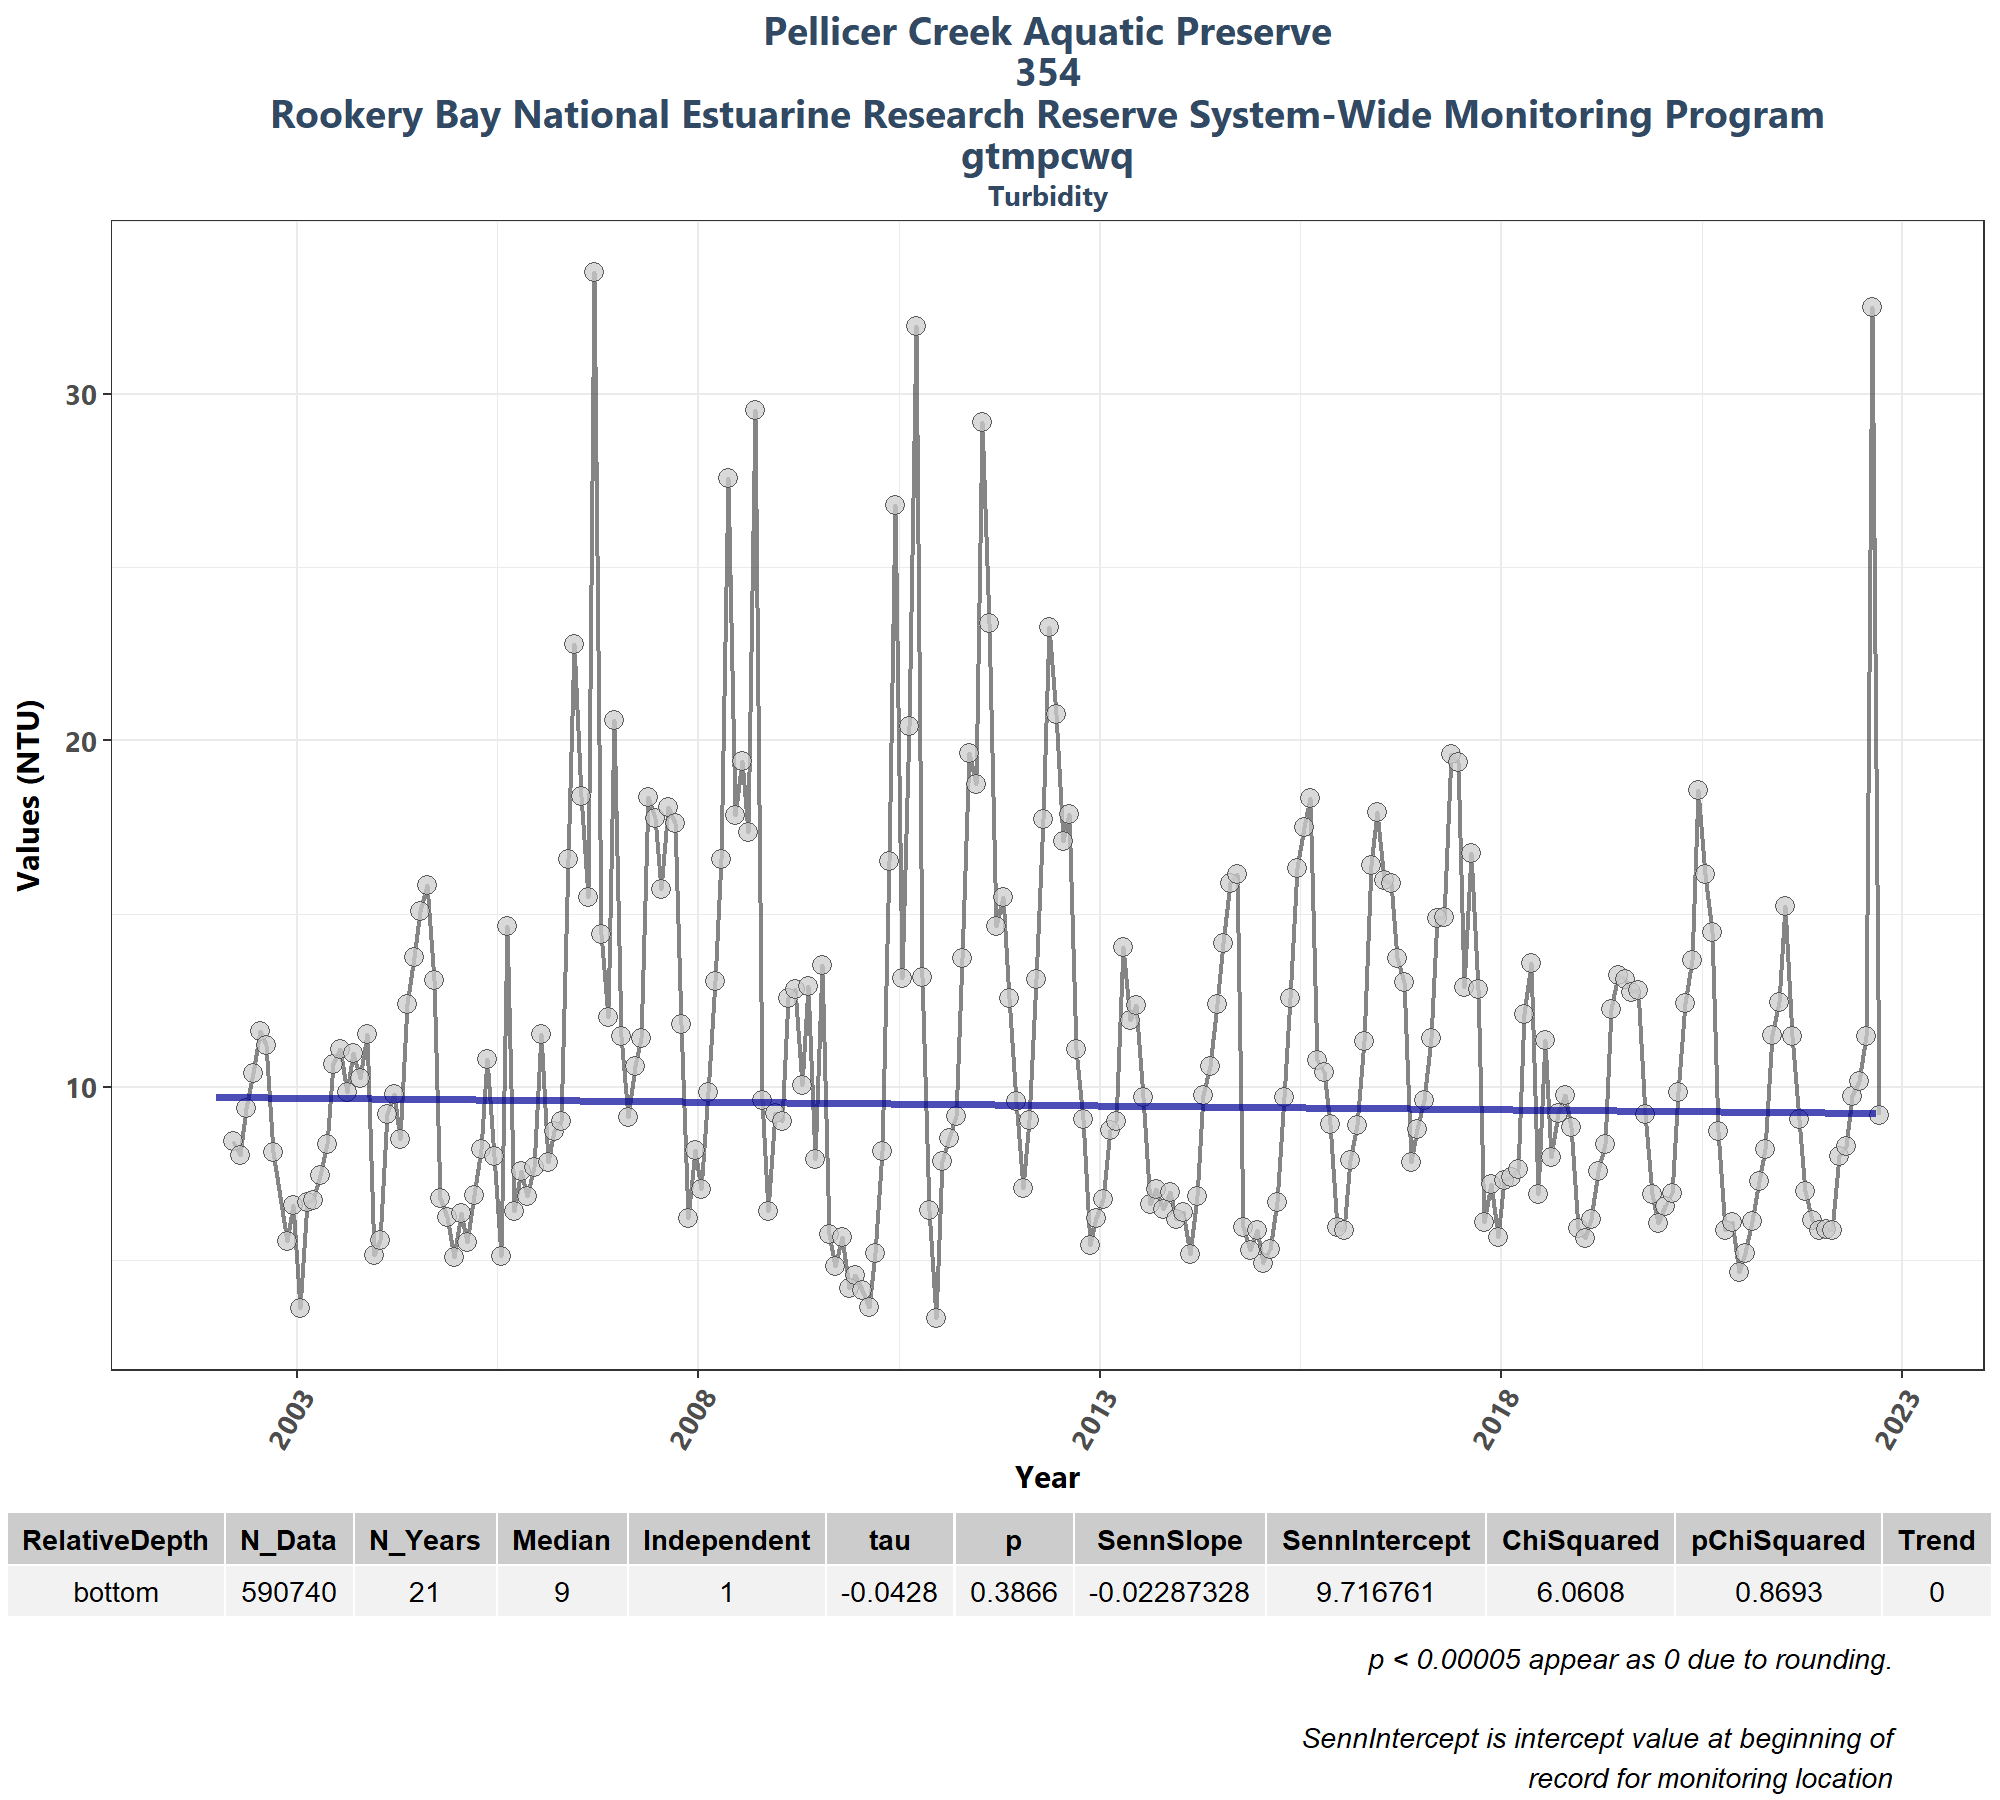 Pellicer Creek Aquatic Preserve
354
Rookery Bay National Estuarine Research Reserve System-Wide Monitoring Program
gtmpcwq
Turbidity
Values (NTU)
30
20
10
2003
2008
2013
2018
2023
Year
RelativeDepth N_Data N_Years Median Independent tau p SennSlope SennIntercept ChiSquared pChiSquared Trend
bottom 590740 21 9 1 -0.0428 0.3866 -0.02287328 9.716761 6.0608 0.8693 0
p < 0.00005 appear as 0 due to rounding.
SennIntercept is intercept value at beginning of
record for monitoring location